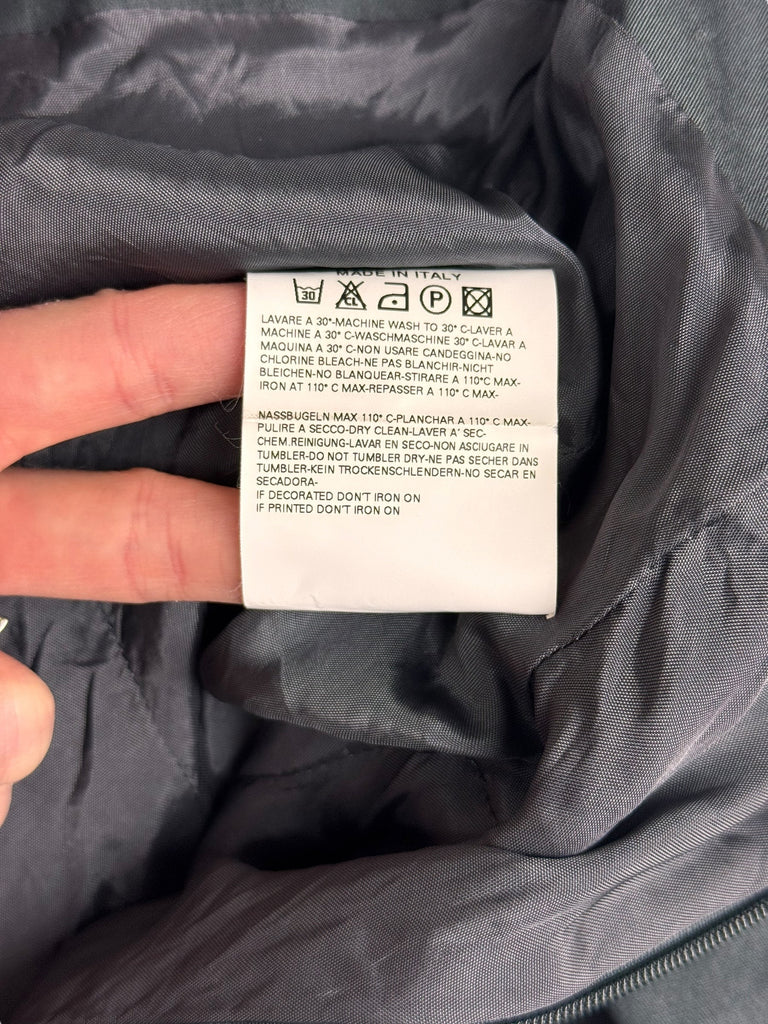 MADE IN ITALY
30 CL P
LAVARE A 30°-MACHINE WASH TO 30° C-LAVER A
MACHINE A 30° C-WASCHMASCHINE 30° C-LAVAR A
MAQUINA A 30° C-NON USARE CANDEGGINA-NO
CHLORINE BLEACH-NE PAS BLANCHIR-NICHT
BLEICHEN-NO BLANQUEAR-STIRARE A 110°C MAX-
IRON AT 110° C MAX-REPASSER A 110° C MAX-
NASSBUGELN MAX 110° C-PLANCHAR A 110° C MAX-
PULIRE A SECCO-DRY CLEAN-LAVER A' SEC-
CHEM.REINIGUNG-LAVAR EN SECO-NON ASCIUGARE IN
TUMBLER-DO NOT TUMBLER DRY-NE PAS SECHER DANS
TUMBLER-KEIN TROCKENSCHLENDERN-NO SECAR EN
SECADORA-
IF DECORATED DON'T IRON ON
IF PRINTED DON'T IRON ON